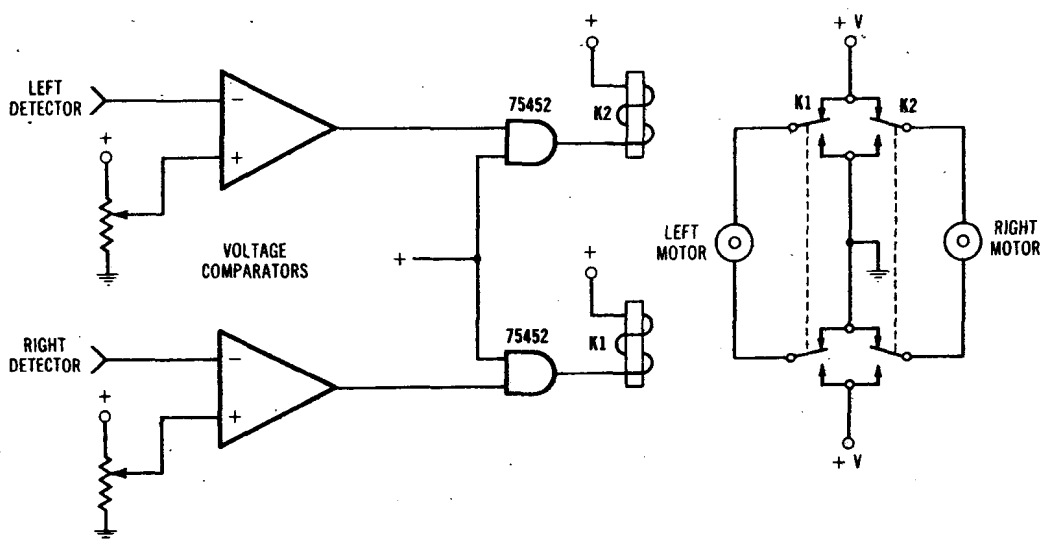 LEFT
DETECTOR
+
-
+
75452
+
K2
VOLTAGE
COMPARATORS
+
RIGHT
DETECTOR
+
-
+
75452
+
K1
+ V
K1
K2
LEFT
MOTOR
RIGHT
MOTOR
+ V